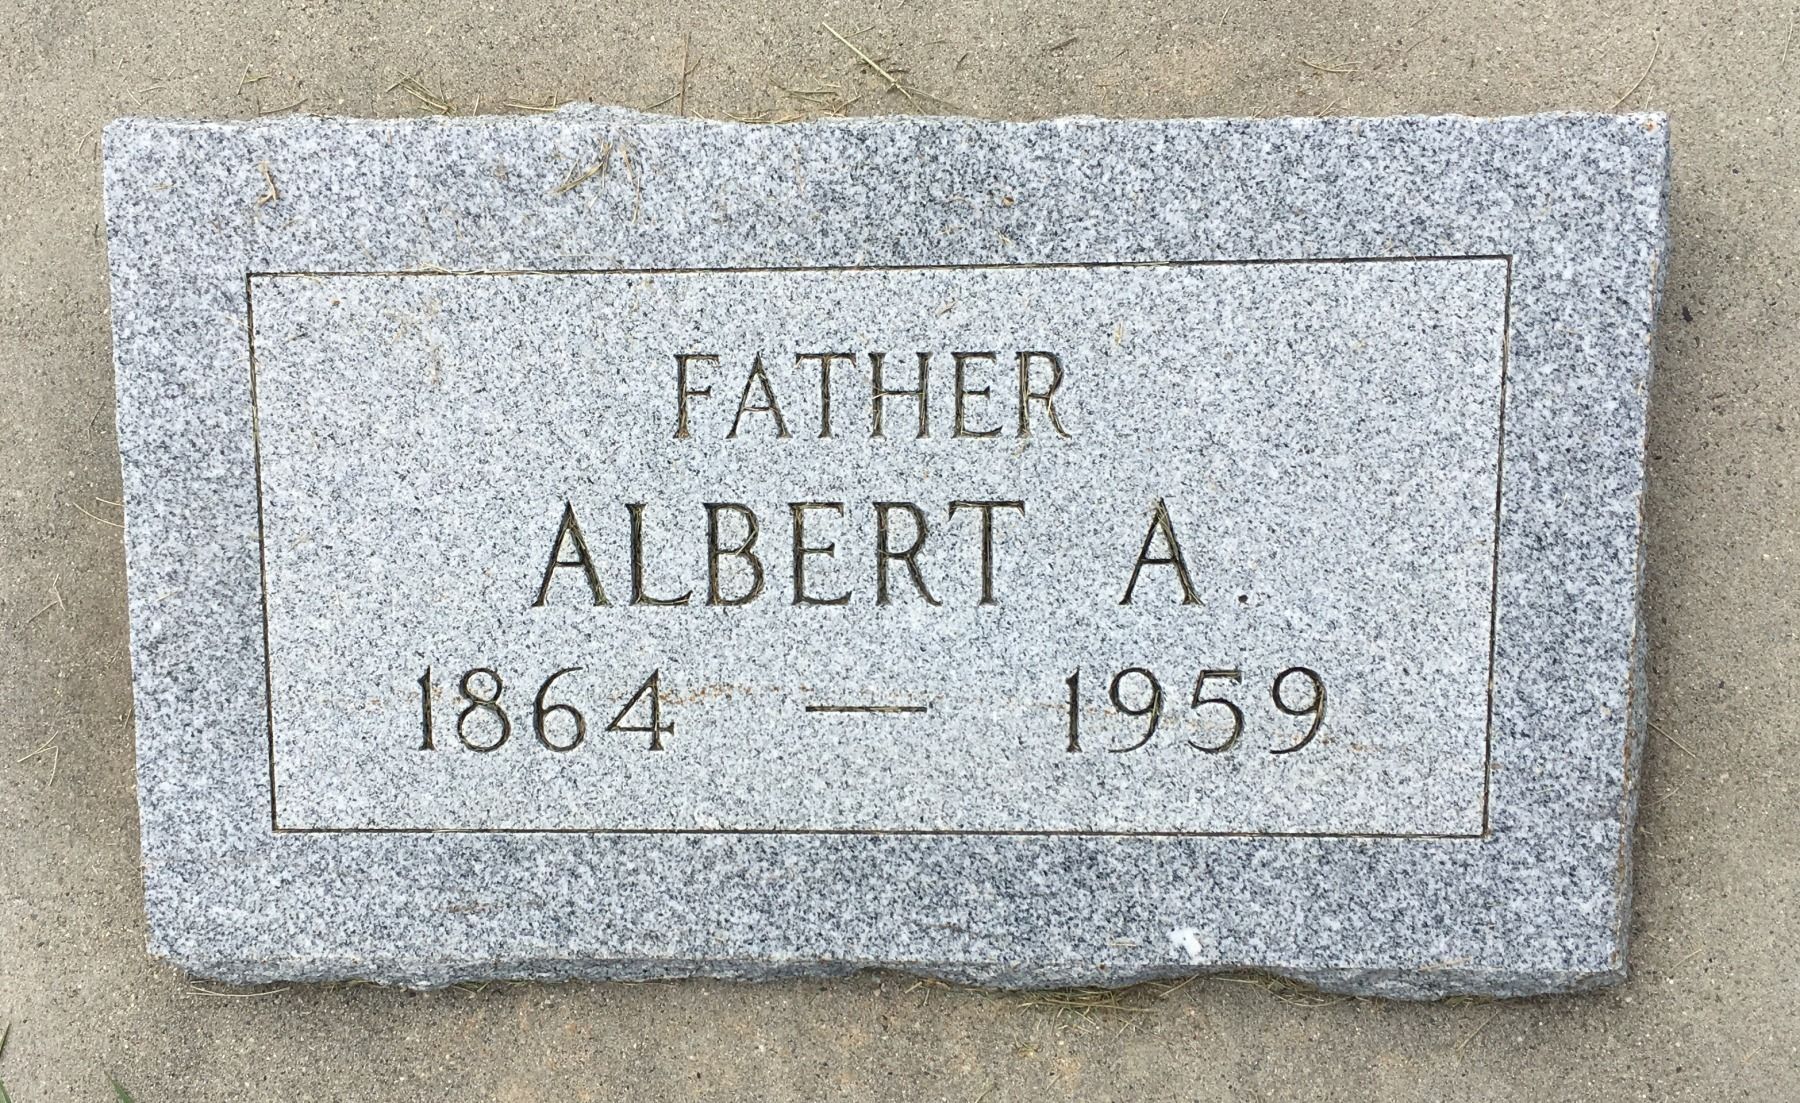 FATHER
ALBERT A.
1864 — 1959